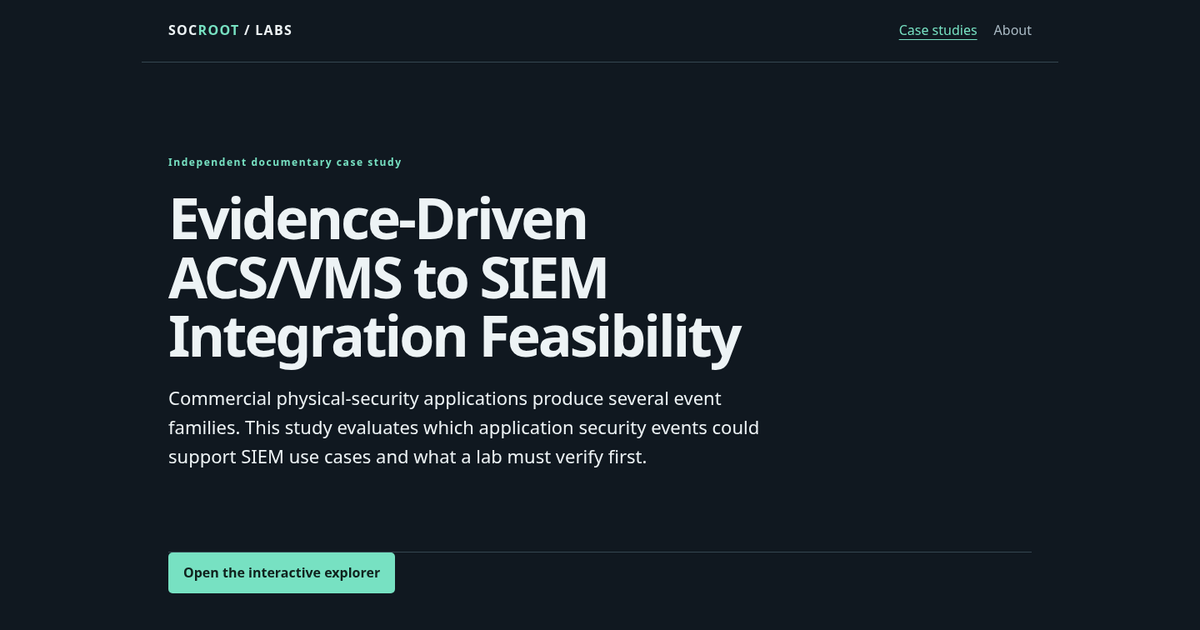 SOCROOT / LABS
Case studies
About
Independent documentary case study
Evidence-Driven
ACS/VMS to SIEM
Integration Feasibility
Commercial physical-security applications produce several event
families. This study evaluates which application security events could
support SIEM use cases and what a lab must verify first.
Open the interactive explorer